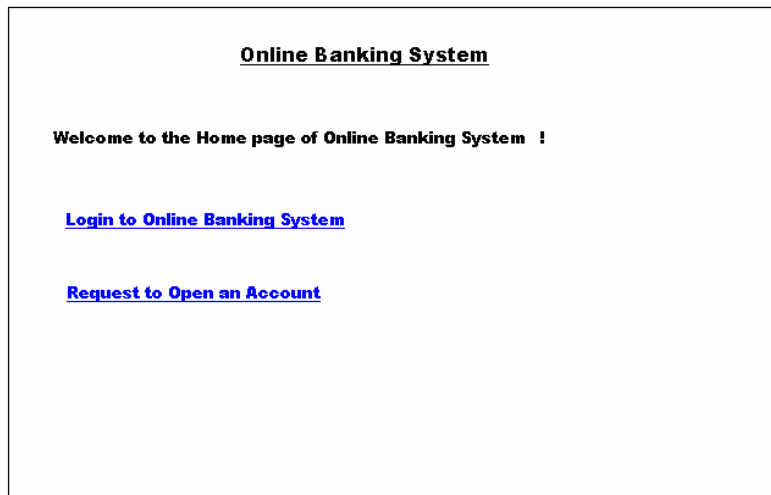 Online Banking System
Welcome to the Home page of Online Banking System !
Login to Online Banking System
Request to Open an Account